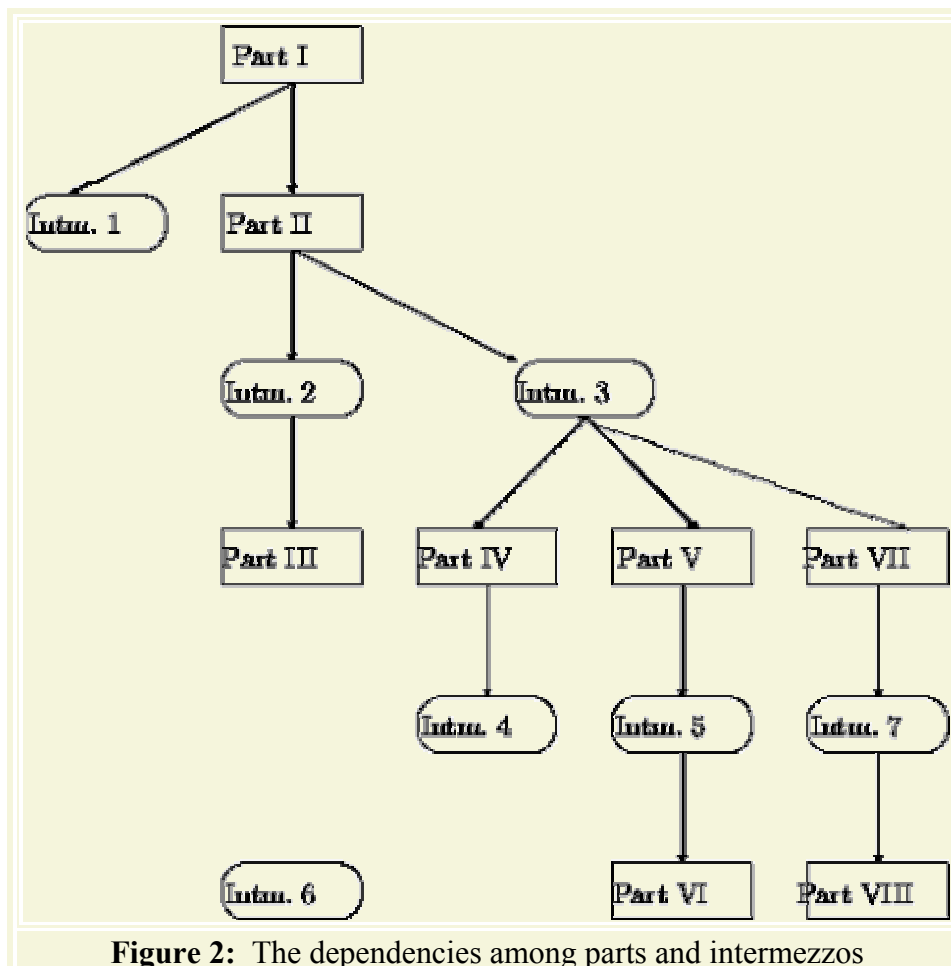 Part I
Intm. 1
Part II
Intm. 2
Intm. 3
Part III
Part IV
Part V
Part VII
Intm. 4
Intm. 5
Intm. 7
Intm. 6
Part VI
Part VIII
Figure 2: The dependencies among parts and intermezzos